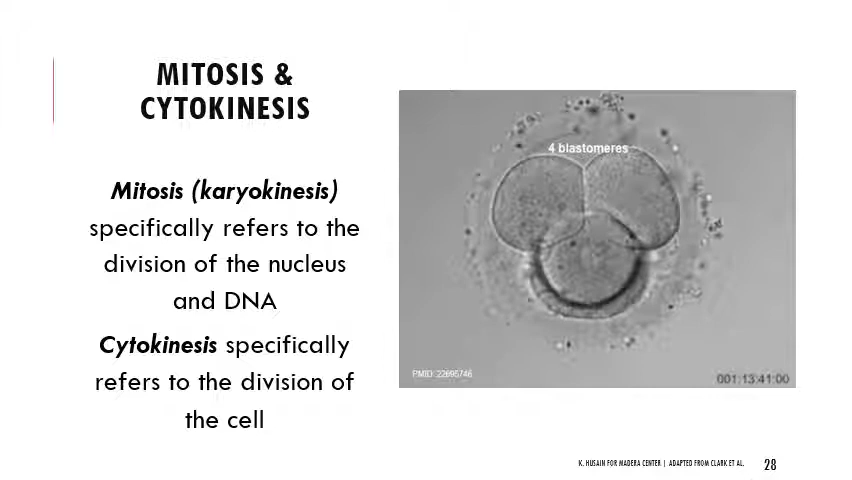 MITOSIS &
CYTOKINESIS
Mitosis (karyokinesis)
specifically refers to the
division of the nucleus
and DNA
Cytokinesis specifically
refers to the division of
the cell
4 blastomeres
PMID: 22695746
001:13:41:00
K. HUSAIN FOR MADERA CENTER | ADAPTED FROM CLARK ET AL.
28